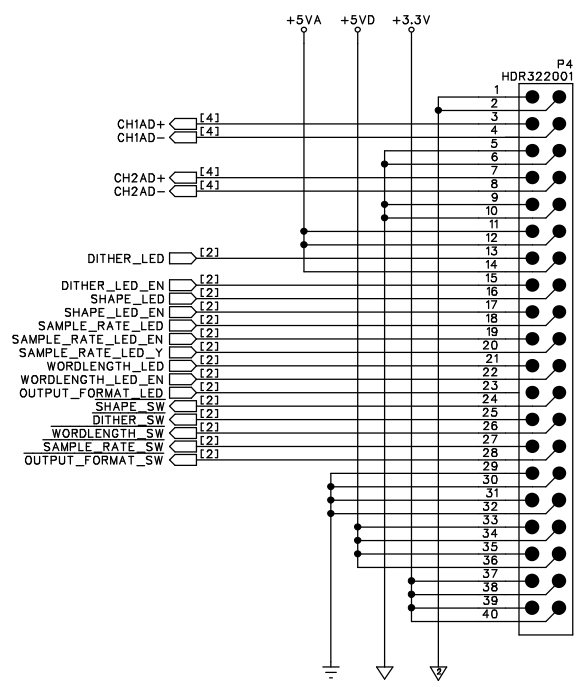 +5VA +5VD +3.3V
P4
HDR322001
1
2
CH1AD+ [4] 3
CH1AD- [4] 4
5
6
CH2AD+ [4] 7
CH2AD- [4] 8
9
10
11
12
DITHER_LED [2] 13
14
DITHER_LED_EN [2] 15
SHAPE_LED [2] 16
SHAPE_LED_EN [2] 17
SAMPLE_RATE_LED [2] 18
SAMPLE_RATE_LED_EN [2] 19
SAMPLE_RATE_LED_Y [2] 20
WORDLENGTH_LED [2] 21
WORDLENGTH_LED_EN [2] 22
OUTPUT_FORMAT_LED [2] 23
SHAPE_SW [2] 24
DITHER_SW [2] 25
WORDLENGTH_SW [2] 26
SAMPLE_RATE_SW [2] 27
OUTPUT_FORMAT_SW [2] 28
29
30
31
32
33
34
35
36
37
38
39
40
2